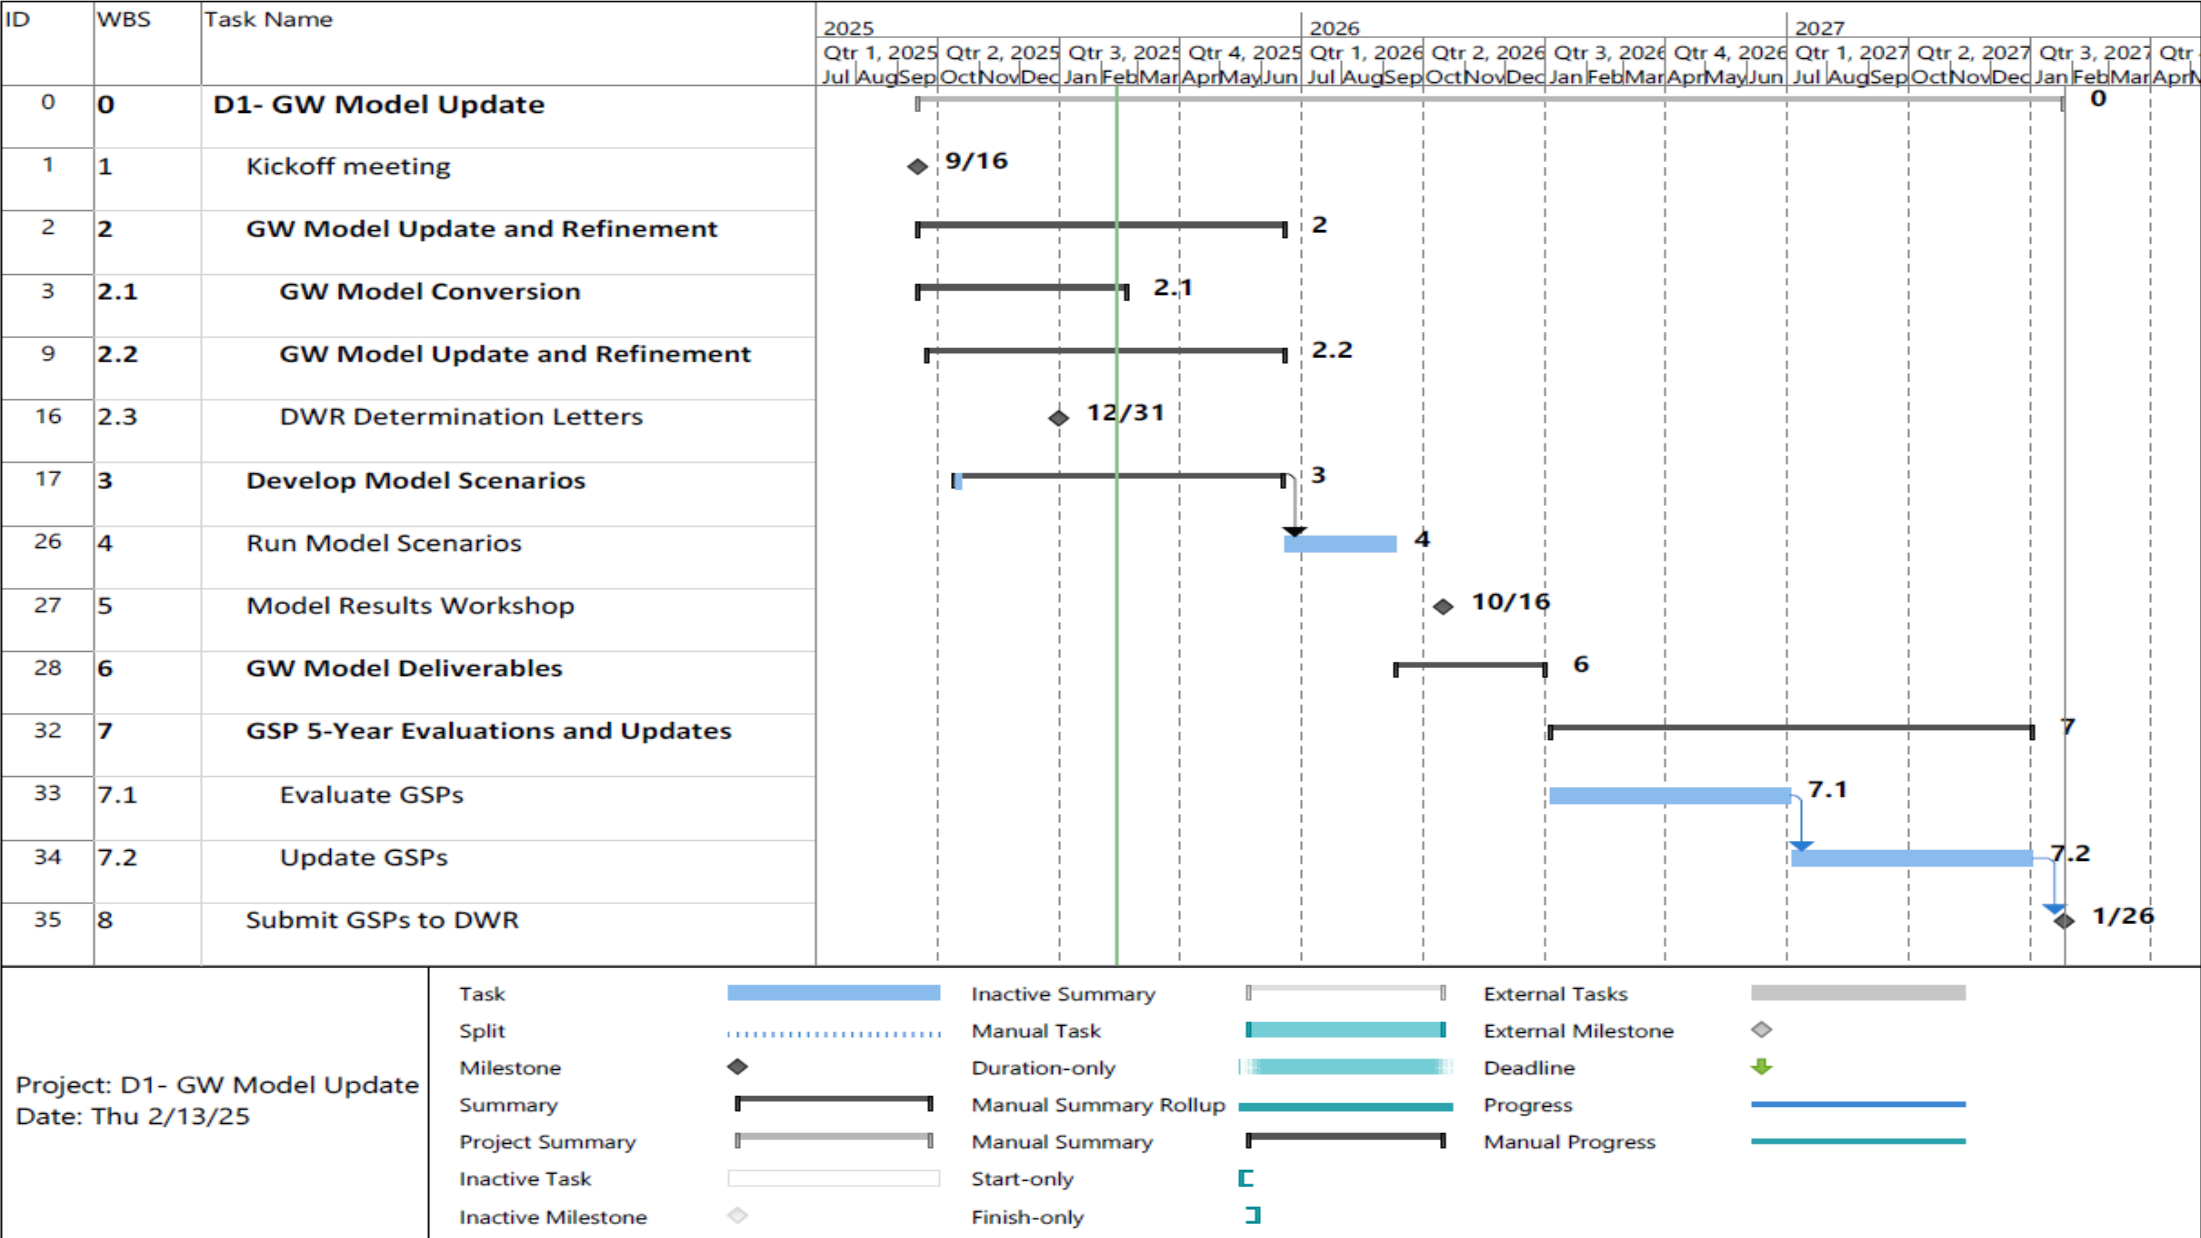 ID WBS Task Name
2025 2026 2027
Qtr 1, 2025 Qtr 2, 2025 Qtr 3, 2025 Qtr 4, 2025 Qtr 1, 2026 Qtr 2, 2026 Qtr 3, 2026 Qtr 4, 2026 Qtr 1, 2027 Qtr 2, 2027 Qtr 3, 2027 Qtr
Jul Aug Sep Oct Nov Dec Jan Feb Mar Apr May Jun Jul Aug Sep Oct Nov Dec Jan Feb Mar Apr May Jun Jul Aug Sep Oct Nov Dec Jan Feb Mar Apr
0 0 D1- GW Model Update 0
1 1 Kickoff meeting 9/16
2 2 GW Model Update and Refinement 2
3 2.1 GW Model Conversion 2.1
9 2.2 GW Model Update and Refinement 2.2
16 2.3 DWR Determination Letters 12/31
17 3 Develop Model Scenarios 3
26 4 Run Model Scenarios 4
27 5 Model Results Workshop 10/16
28 6 GW Model Deliverables 6
32 7 GSP 5-Year Evaluations and Updates 7
33 7.1 Evaluate GSPs 7.1
34 7.2 Update GSPs 7.2
35 8 Submit GSPs to DWR 1/26
Project: D1- GW Model Update
Date: Thu 2/13/25
Task Inactive Summary External Tasks
Split Manual Task External Milestone
Milestone Duration-only Deadline
Summary Manual Summary Rollup Progress
Project Summary Manual Summary Manual Progress
Inactive Task Start-only
Inactive Milestone Finish-only